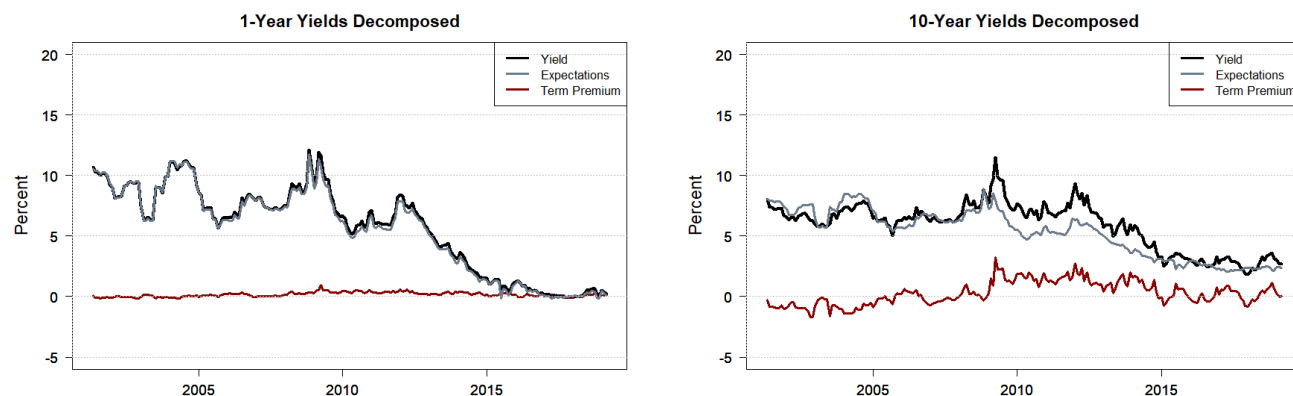 1-Year Yields Decomposed
Percent
20
15
10
5
0
-5
Yield
Expectations
Term Premium
2005
2010
2015
10-Year Yields Decomposed
Percent
20
15
10
5
0
-5
Yield
Expectations
Term Premium
2005
2010
2015